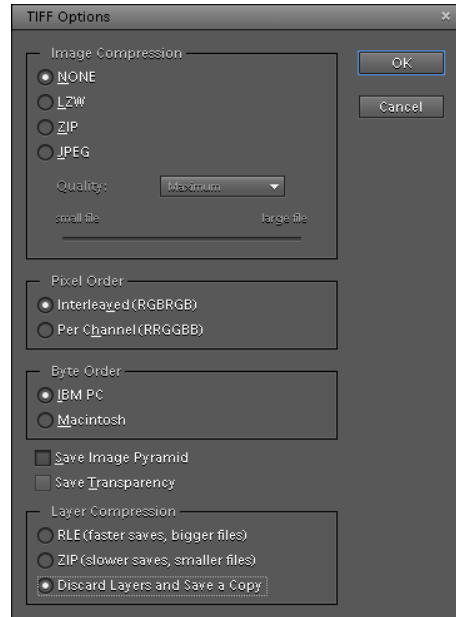 TIFF Options
Image Compression
NONE
LZW
ZIP
JPEG
Quality: Maximum
small file large file
OK
Cancel
Pixel Order
Interleaved (RGBRGB)
Per Channel (RRGGBB)
Byte Order
IBM PC
Macintosh
Save Image Pyramid
Save Transparency
Layer Compression
RLE (faster saves, bigger files)
ZIP (slower saves, smaller files)
Discard Layers and Save a Copy